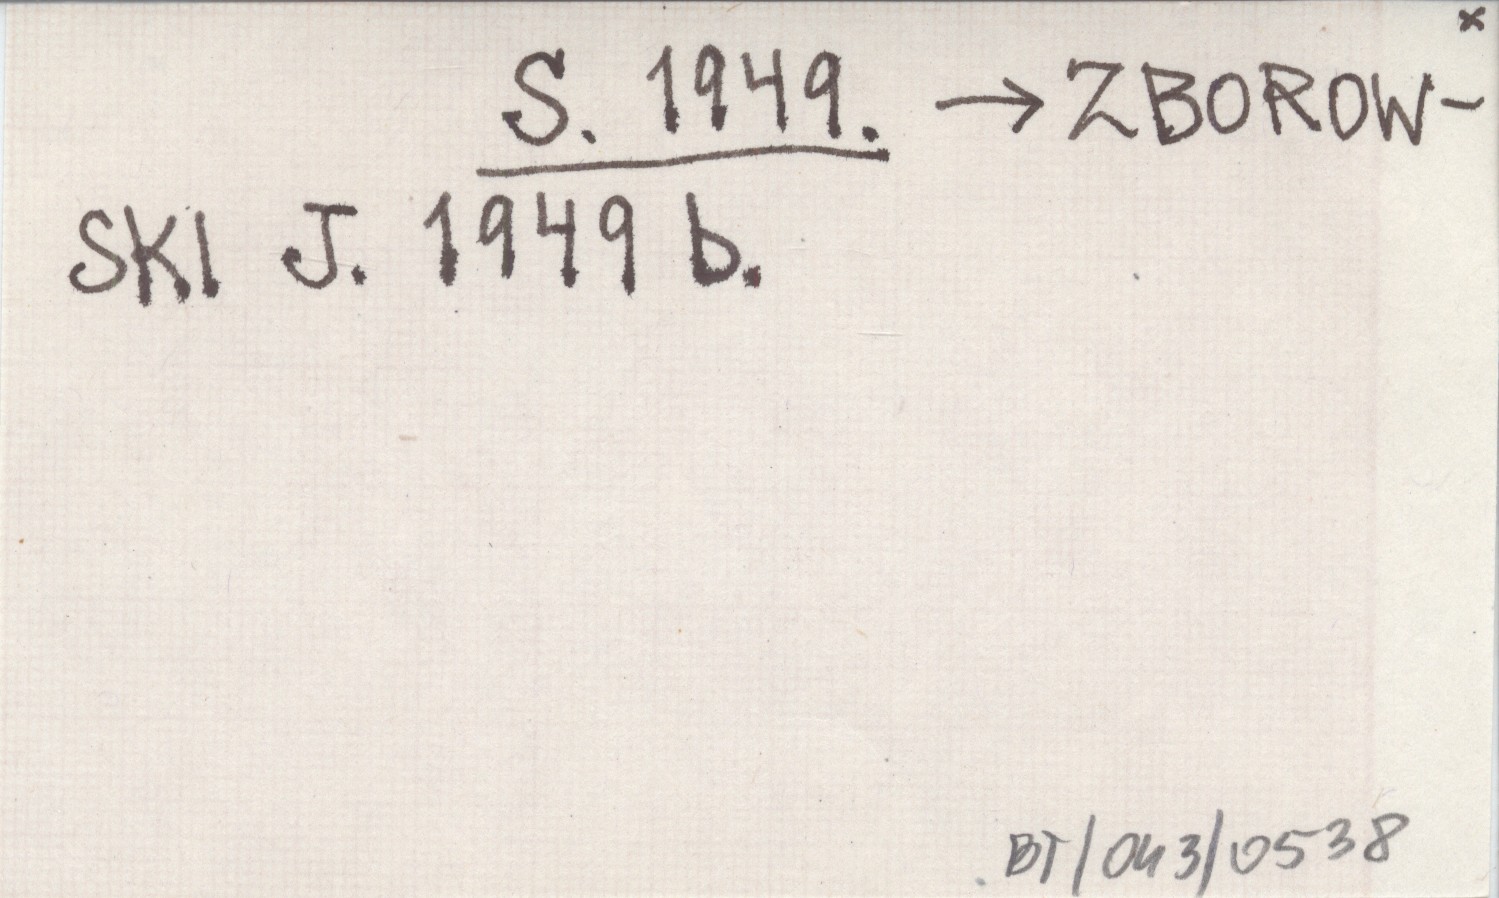 x
S. 1949. → ZBOROW-
SKI J. 1949 b.
BT/043/0538